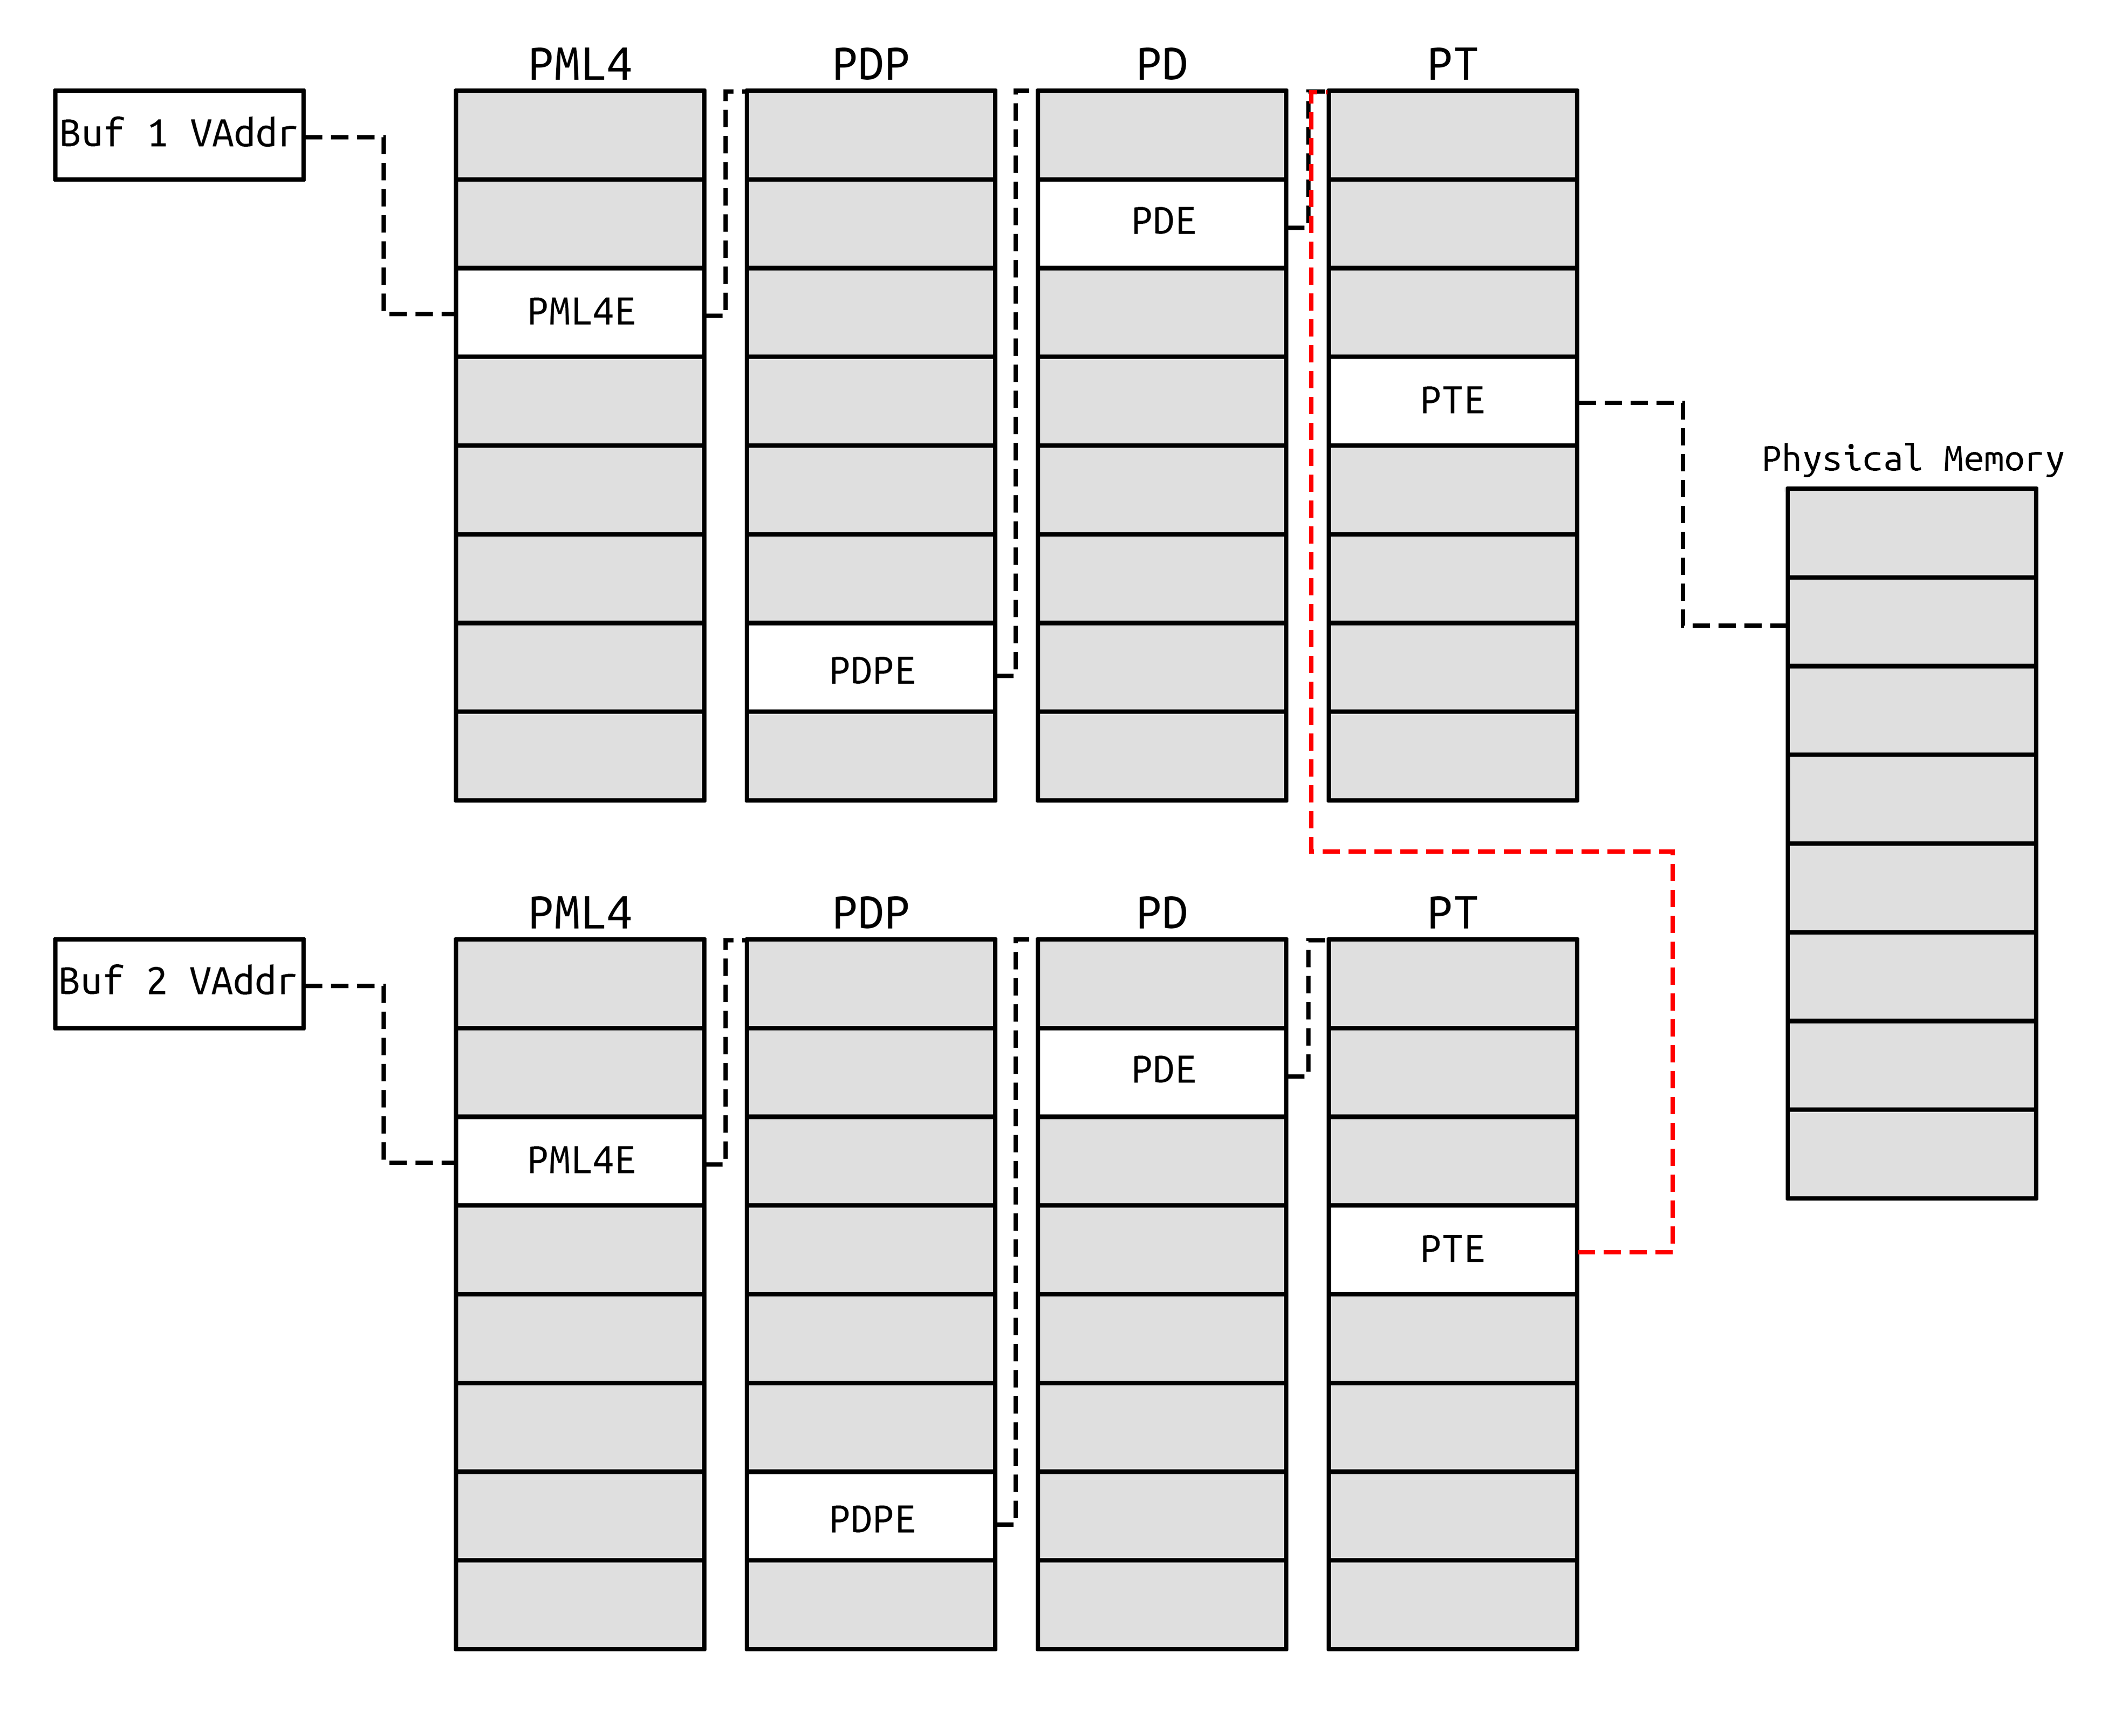 PML4 PDP PD PT
Buf 1 VAddr
PDE
PML4E
PTE
Physical Memory
PDPE
PML4 PDP PD PT
Buf 2 VAddr
PDE
PML4E
PTE
PDPE